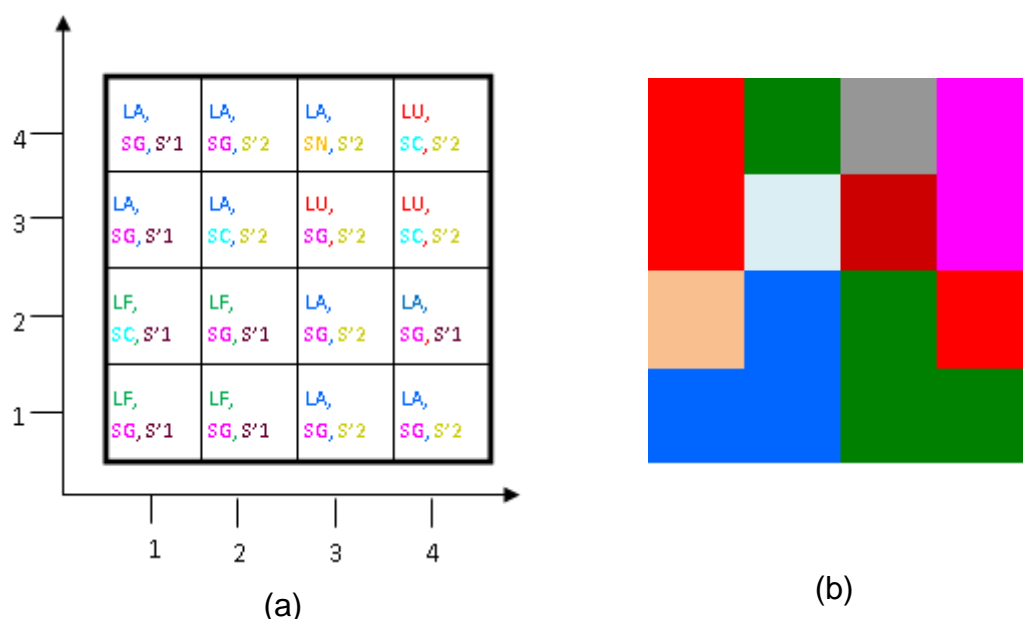 4
LA,
SG, S'1
LA,
SG, S'2
LA,
SN, S'2
LU,
SC, S'2
3
LA,
SG, S'1
LA,
SC, S'2
LU,
SG, S'2
LU,
SC, S'2
2
LF,
SC, S'1
LF,
SG, S'1
LA,
SG, S'2
LA,
SG, S'1
1
LF,
SG, S'1
LF,
SG, S'1
LA,
SG, S'2
LA,
SG, S'2
1 2 3 4
(a)
(b)